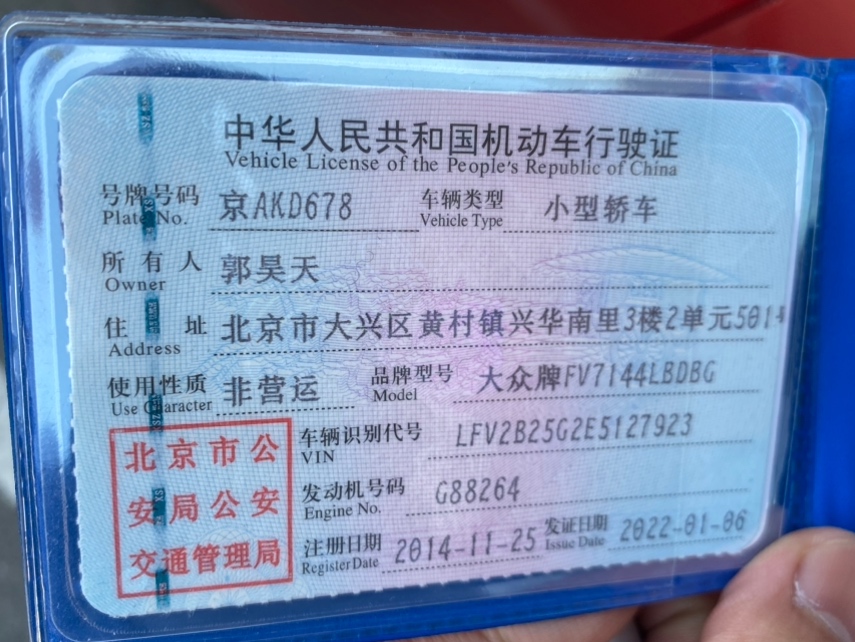 中华人民共和国机动车行驶证
Vehicle License of the People's Republic of China
号牌号码 京AKD678 车辆类型 小型轿车
Plate No. Vehicle Type
所有人 郭昊天
Owner
住址 北京市大兴区黄村镇兴华南里3楼2单元501号
Address
使用性质 非营运 品牌型号 大众牌FV7144LBDBG
Use Character Model
北京市公安局公安交通管理局
车辆识别代号 LFV2B25G2E5127923
VIN
发动机号码 G88264
Engine No.
注册日期 2014-11-25 发证日期 2022-01-06
Register Date Issue Date